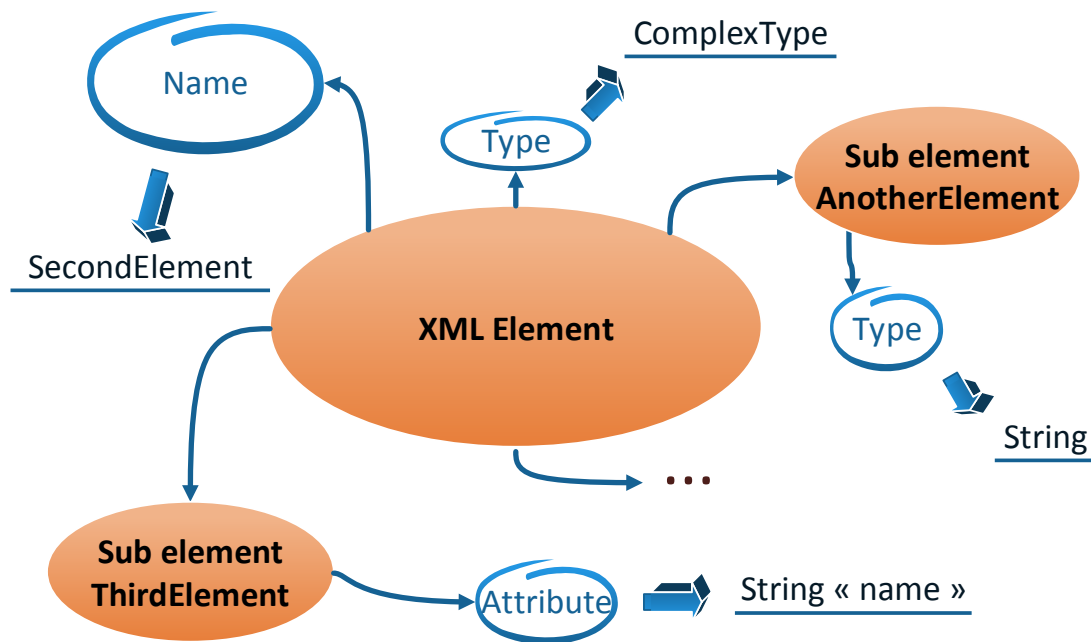 ComplexType
Name
Type
Sub element
AnotherElement
SecondElement
XML Element
Type
String
...
Sub element
ThirdElement
Attribute
String « name »